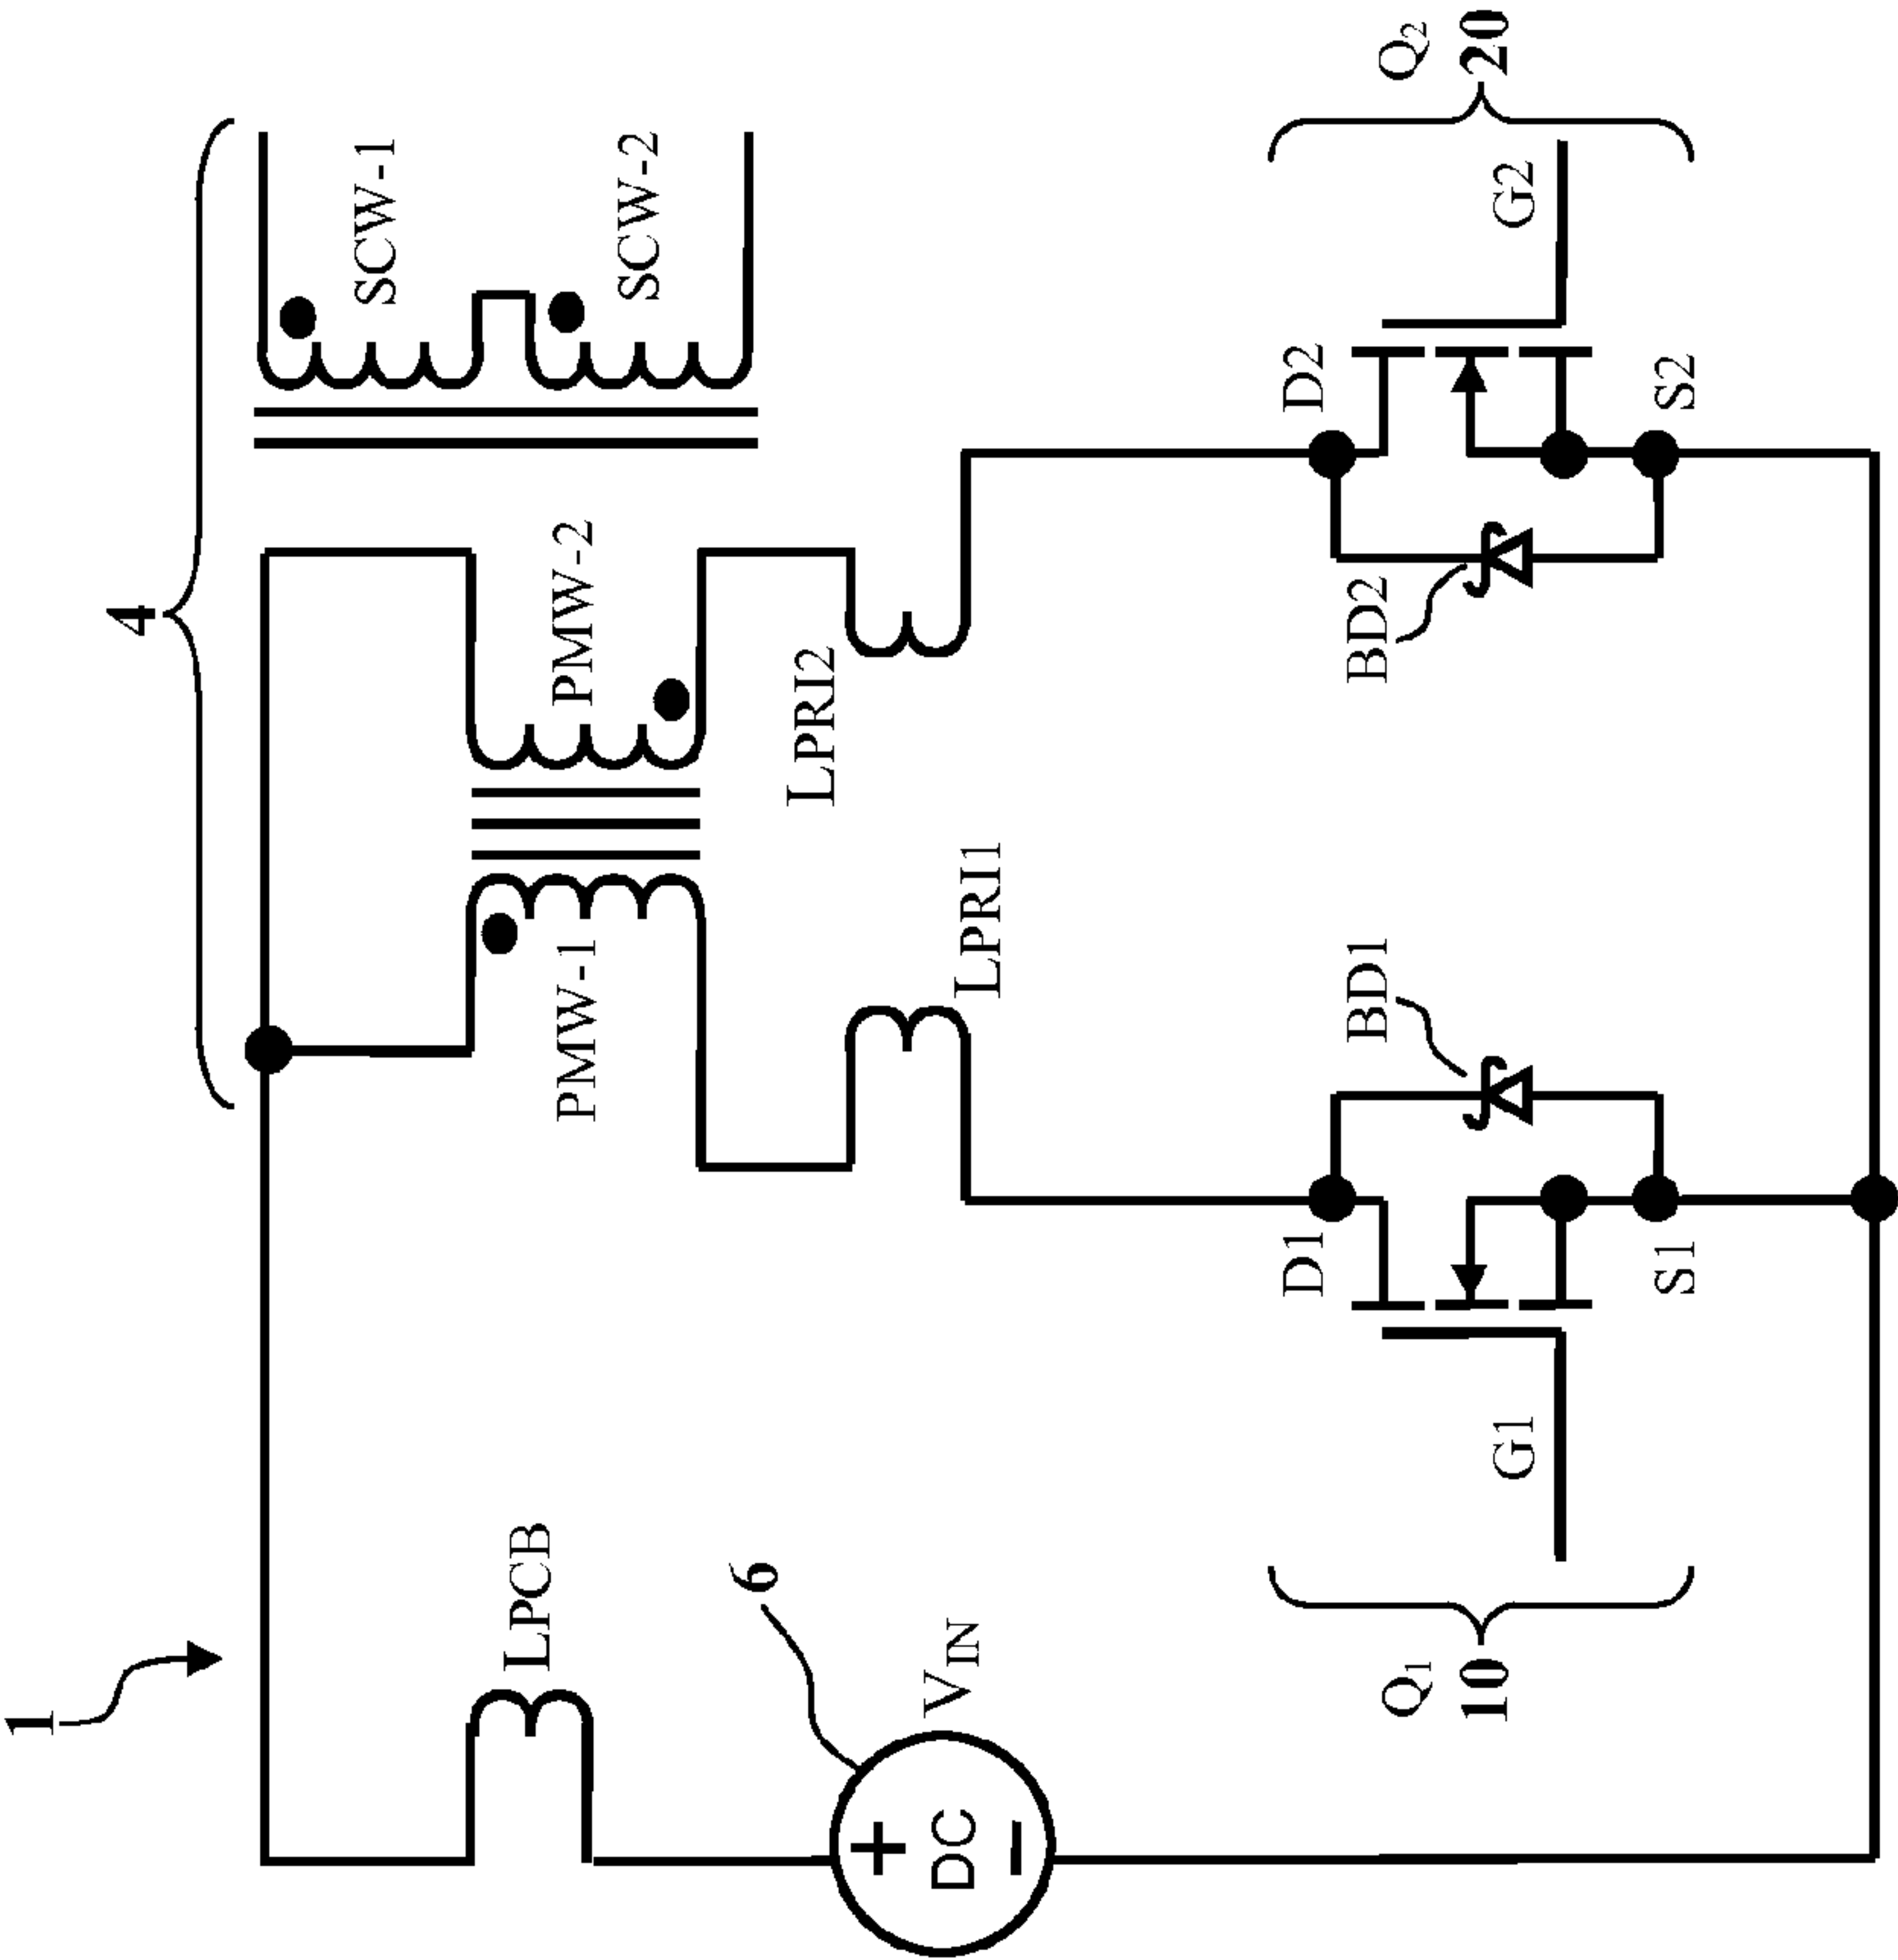 1
4
LPCB
6
V_IN
+
DC
−
PMW-1
PMW-2
SCW-1
SCW-2
LPRI1
LPRI2
Q₁
10
G1
D1
S1
BD1
BD2
D2
S2
G2
Q₂
20